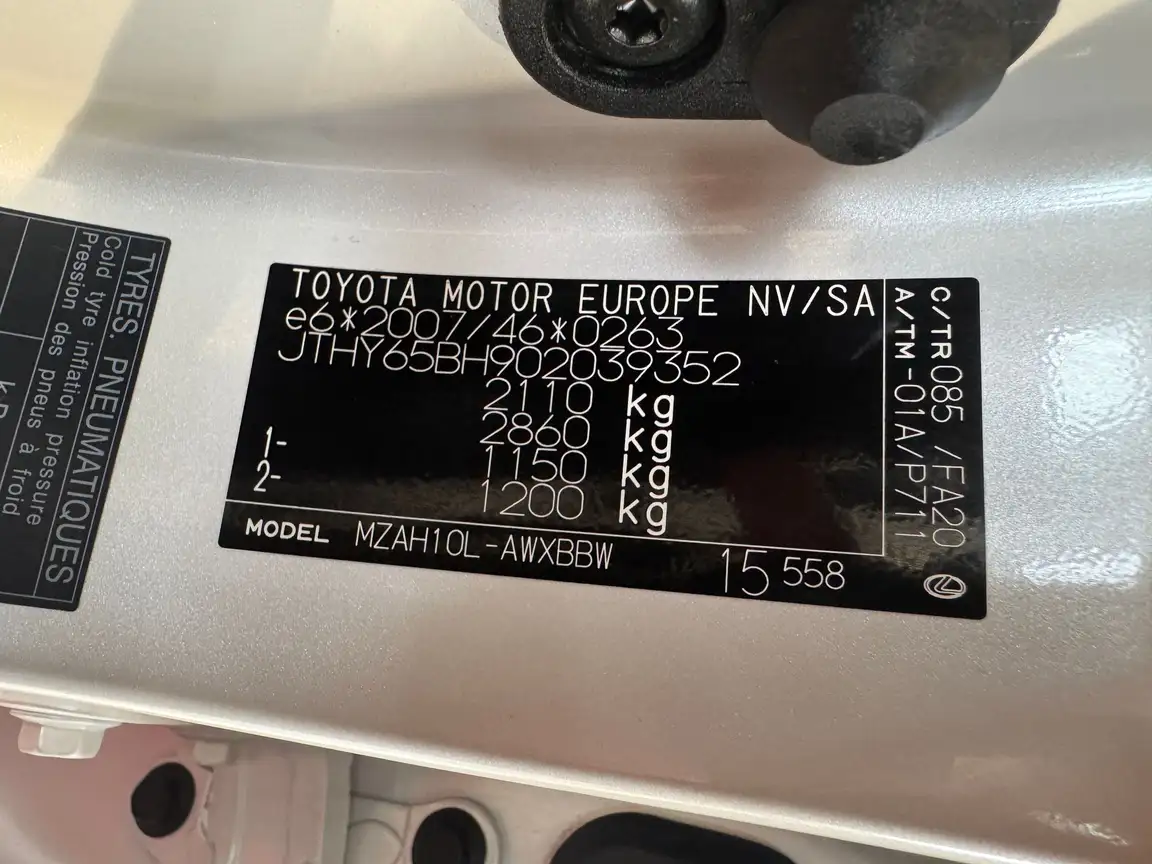 TYRES. PNEUMATIQUES
Cold tyre inflation pressure
Pression des pneus à froid
TOYOTA MOTOR EUROPE NV/SA
e6*2007/46*0263
JTHY65BH902039352
2110 kg
2860 kg
1- 1150 kg
2- 1200 kg
MODEL MZAH10L-AWXBBW
15 558
C/TR085 /FA20
A/TM-01A/P711